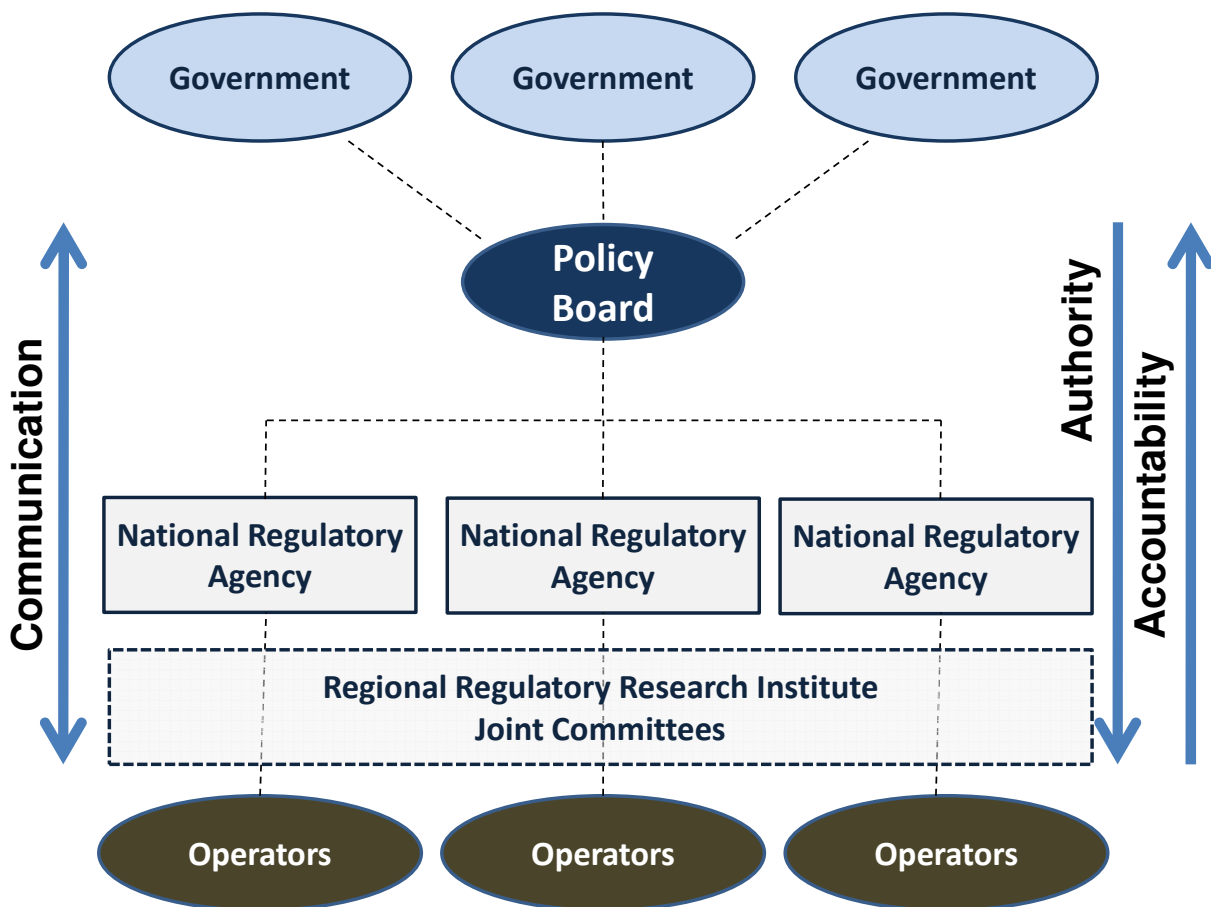 Government
Government
Government
Policy
Board
Communication
Authority
Accountability
National Regulatory
Agency
National Regulatory
Agency
National Regulatory
Agency
Regional Regulatory Research Institute
Joint Committees
Operators
Operators
Operators